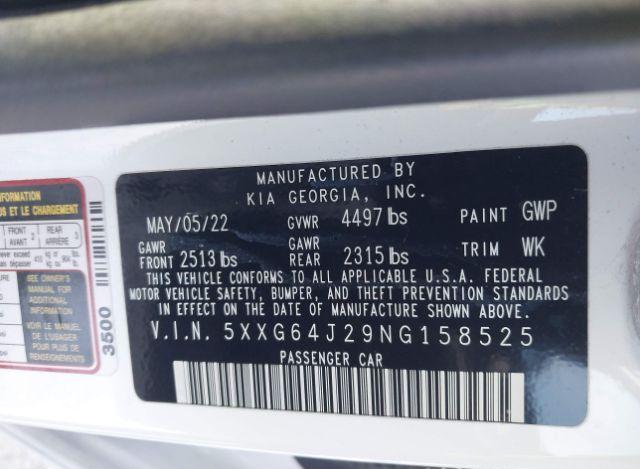 MANUFACTURED BY
KIA GEORGIA, INC.
MAY/05/22 GVWR 4497 lbs PAINT GWP
GAWR FRONT 2513 lbs GAWR REAR 2315 lbs TRIM WK
THIS VEHICLE CONFORMS TO ALL APPLICABLE U.S.A. FEDERAL
MOTOR VEHICLE SAFETY, BUMPER, AND THEFT PREVENTION STANDARDS
IN EFFECT ON THE DATE OF MANUFACTURE SHOWN ABOVE.
V.I.N. 5XXG64J29NG158525
PASSENGER CAR
INFORMATION
ET LE CHARGEMENT
FRONT 2 REAR 3
AVANT ARRIÈRE
SEE OWNER'S
MANUAL FOR
ADDITIONAL
INFORMATION
VOIR LE MANUEL
DE L'USAGER
POUR PLUS DE
RENSEIGNEMENTS
3500